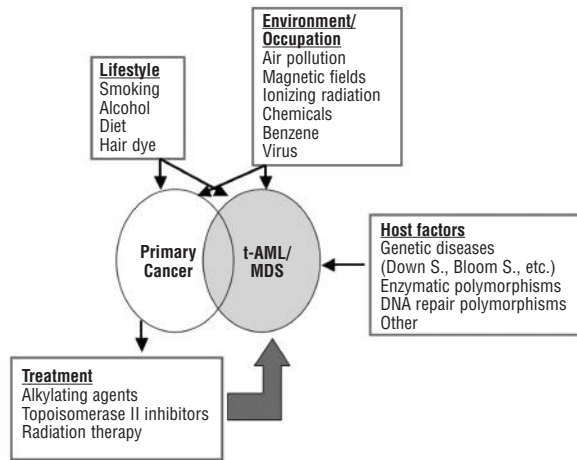 Lifestyle
Smoking
Alcohol
Diet
Hair dye
Environment/
Occupation
Air pollution
Magnetic fields
Ionizing radiation
Chemicals
Benzene
Virus
Primary
Cancer
t-AML/
MDS
Host factors
Genetic diseases
(Down S., Bloom S., etc.)
Enzymatic polymorphisms
DNA repair polymorphisms
Other
Treatment
Alkylating agents
Topoisomerase II inhibitors
Radiation therapy